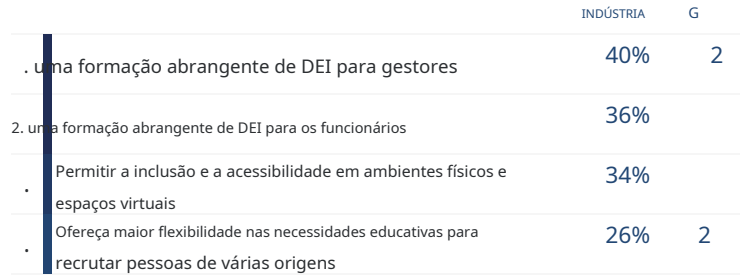 INDÚSTRIA G
. uma formação abrangente de DEI para gestores 40% 2
2. uma formação abrangente de DEI para os funcionários 36%
Permitir a inclusão e a acessibilidade em ambientes físicos e
. espaços virtuais 34%
Ofereça maior flexibilidade nas necessidades educativas para
. recrutar pessoas de várias origens 26% 2